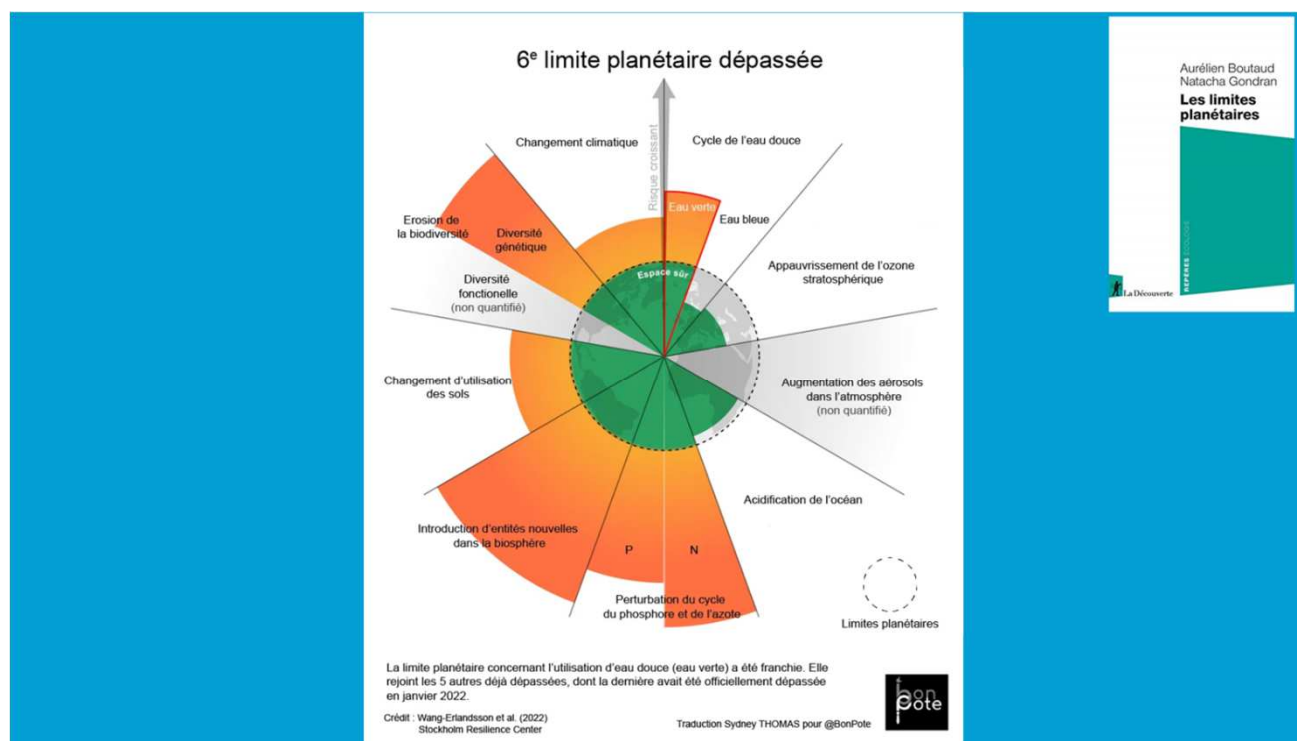 6e limite planétaire dépassée
Changement climatique
Risque croissant
Cycle de l'eau douce
Eau verte
Eau bleue
Erosion de
la biodiversité
Diversité
génétique
Diversité
fonctionelle
(non quantifié)
Espace sûr
Appauvrissement de l'ozone
stratosphérique
Changement d'utilisation
des sols
Augmentation des aérosols
dans l'atmosphère
(non quantifié)
Introduction d'entités nouvelles
dans la biosphère
P
N
Acidification de l'océan
Perturbation du cycle
du phosphore et de l'azote
Limites planétaires
La limite planétaire concernant l'utilisation d'eau douce (eau verte) a été franchie. Elle
rejoint les 5 autres déjà dépassées, dont la dernière avait été officiellement dépassée
en janvier 2022.
Crédit : Wang-Erlandsson et al. (2022)
Stockholm Resilience Center
Traduction Sydney THOMAS pour @BonPote
bon
pote
Aurélien Boutaud
Natacha Gondran
Les limites
planétaires
REPÈRES ÉCOLOGIE
La Découverte